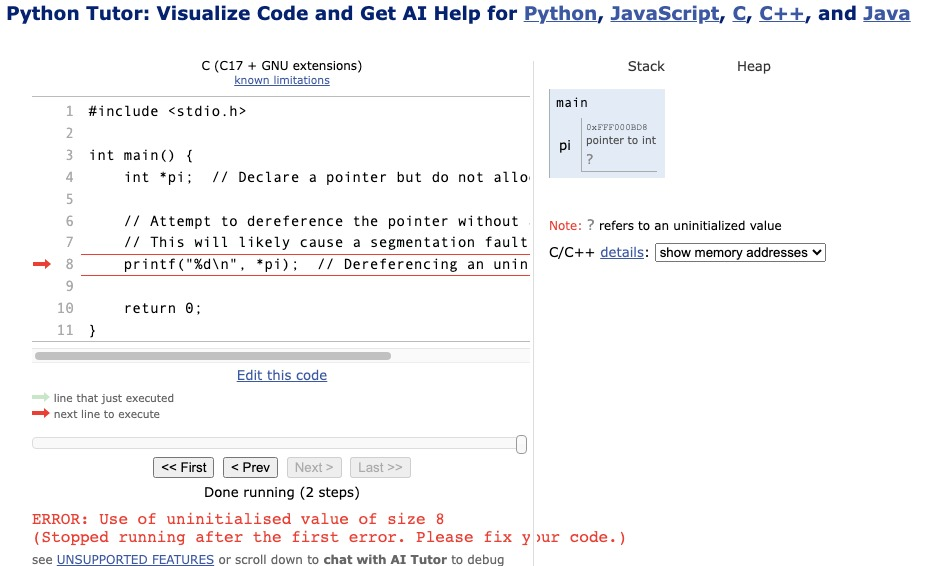 Python Tutor: Visualize Code and Get AI Help for Python, JavaScript, C, C++, and Java
C (C17 + GNU extensions)
known limitations
1 #include <stdio.h>
2
3 int main() {
4     int *pi;  // Declare a pointer but do not allo
5
6     // Attempt to dereference the pointer without
7     // This will likely cause a segmentation fault
8     printf("%d\n", *pi);  // Dereferencing an unin
9
10     return 0;
11 }
Edit this code
line that just executed
next line to execute
<< First < Prev Next > Last >>
Done running (2 steps)
ERROR: Use of uninitialised value of size 8
(Stopped running after the first error. Please fix your code.)
see UNSUPPORTED FEATURES or scroll down to chat with AI Tutor to debug
Stack Heap
main
0xFFF000BD8
pointer to int
pi
?
Note: ? refers to an uninitialized value
C/C++ details: show memory addresses